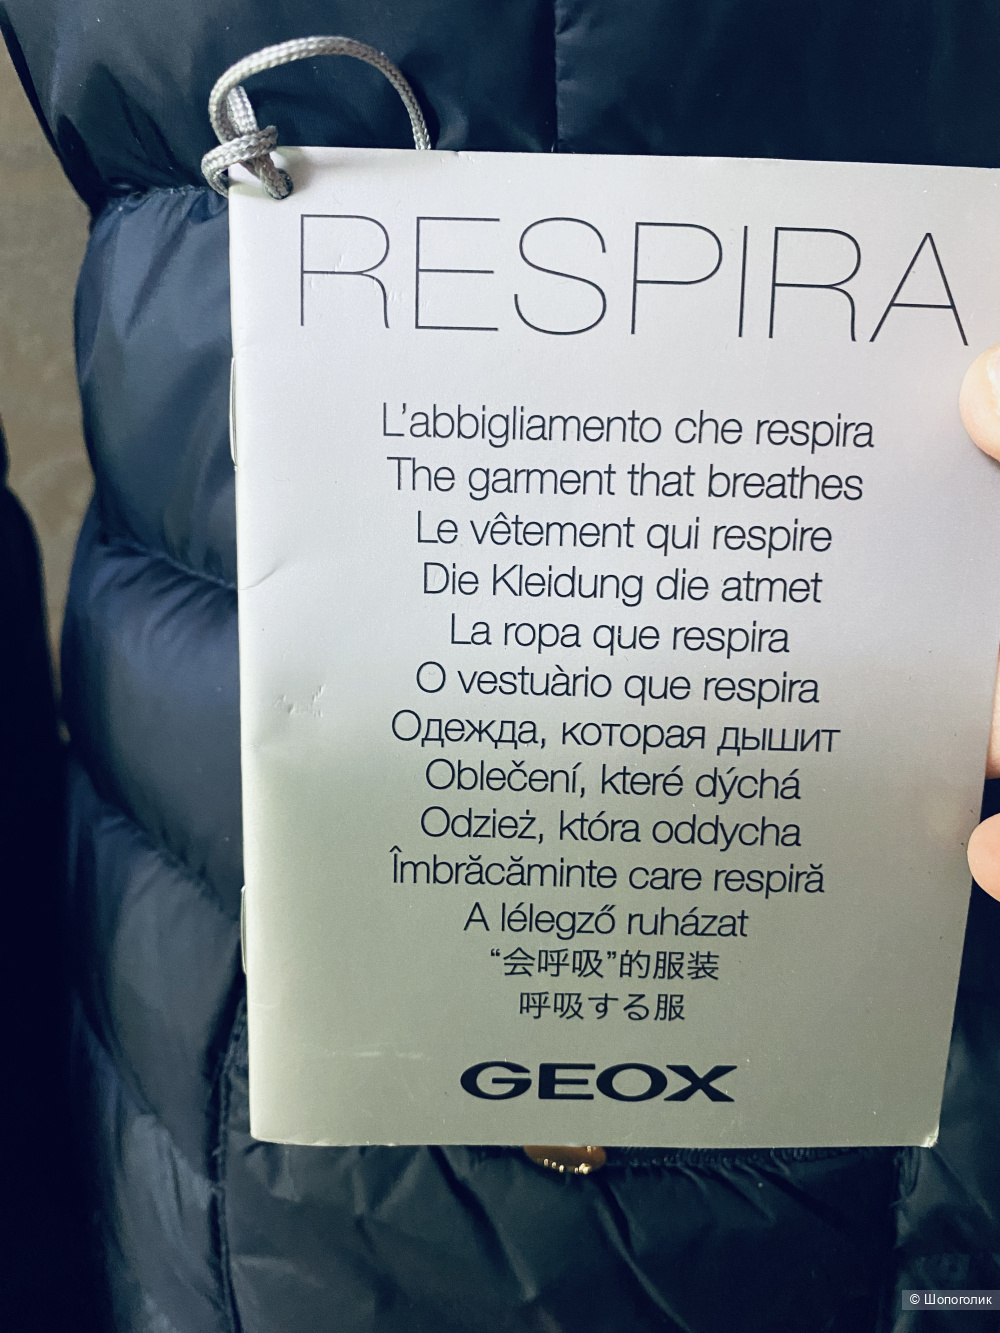 RESPIRA
L'abbigliamento che respira
The garment that breathes
Le vêtement qui respire
Die Kleidung die atmet
La ropa que respira
O vestuàrio que respira
Одежда, которая дышит
Oblečení, které dýchá
Odzież, która oddycha
Îmbrăcăminte care respiră
A lélegző ruházat
“会呼吸”的服装
呼吸する服
GEOX
© Шопоголик